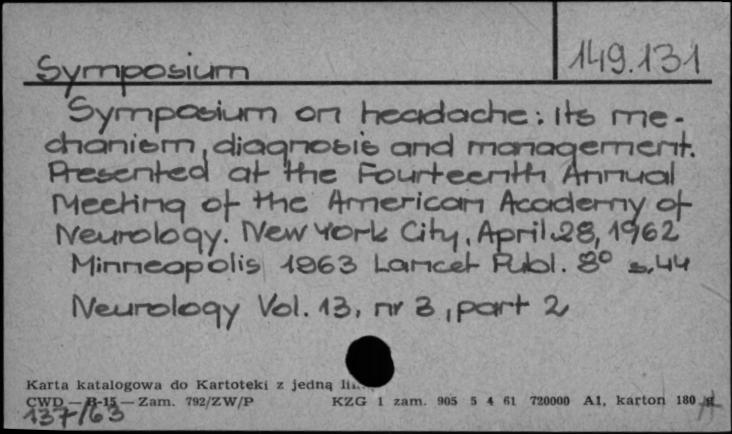 149.131
Symposium
Symposium on headache: its me-
chanism, diagnosis and management.
Presented at the Fourteenth Annual
Meeting of the American Academy of
Neurology. New York City, April 28, 1962
Minneapolis 1963 Lancet Publ. 8° s.44
Neurology Vol. 13, nr 3, part 2
Karta katalogowa do Kartoteki z jedną
CWD — B-15 — Zam. 792/ZW/P KZG 1 zam. 905 5 4 61 720000 A1, karton 180 g
137/63